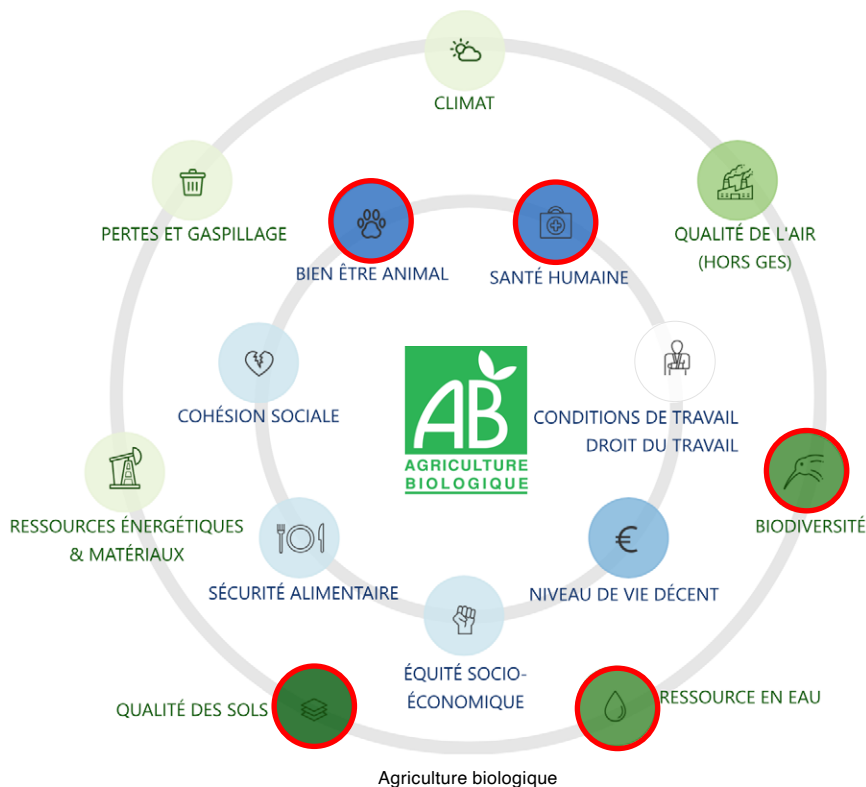 CLIMAT
PERTES ET GASPILLAGE
QUALITÉ DE L'AIR
(HORS GES)
BIEN ÊTRE ANIMAL
SANTÉ HUMAINE
COHÉSION SOCIALE
CONDITIONS DE TRAVAIL
DROIT DU TRAVAIL
AB
AGRICULTURE
BIOLOGIQUE
RESSOURCES ÉNERGÉTIQUES
& MATÉRIAUX
BIODIVERSITÉ
€
SÉCURITÉ ALIMENTAIRE
NIVEAU DE VIE DÉCENT
ÉQUITÉ SOCIO-
ÉCONOMIQUE
QUALITÉ DES SOLS
RESSOURCE EN EAU
Agriculture biologique